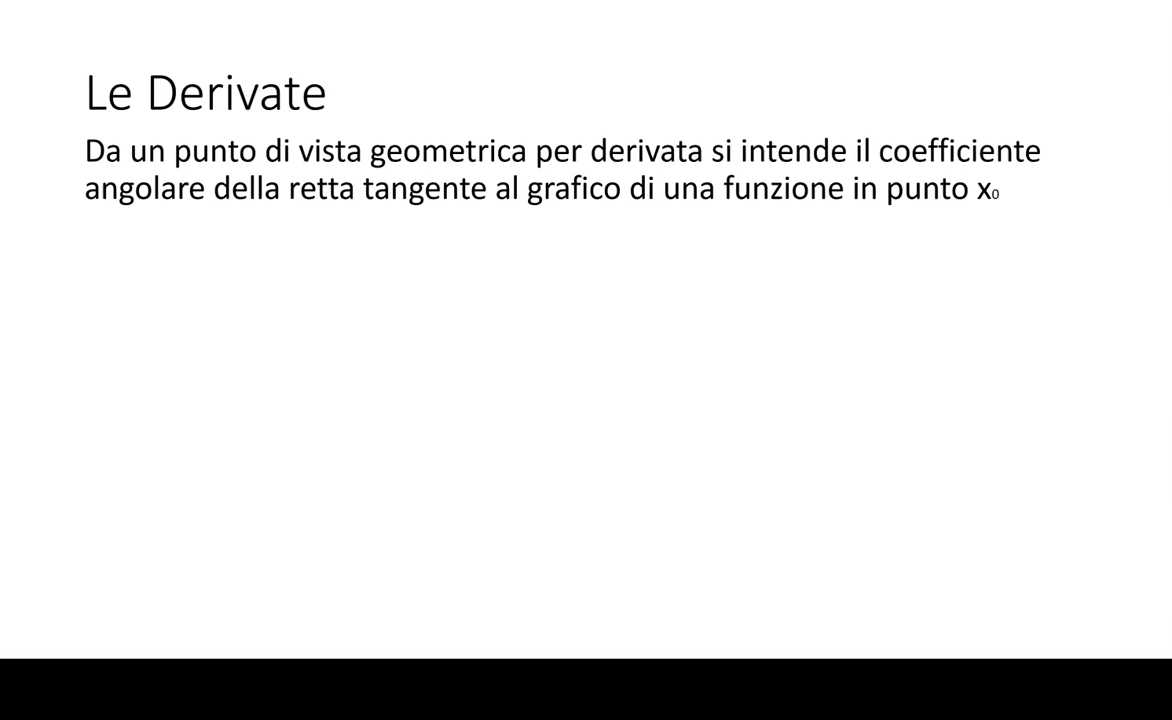 Le Derivate
Da un punto di vista geometrica per derivata si intende il coefficiente
angolare della retta tangente al grafico di una funzione in punto x₀